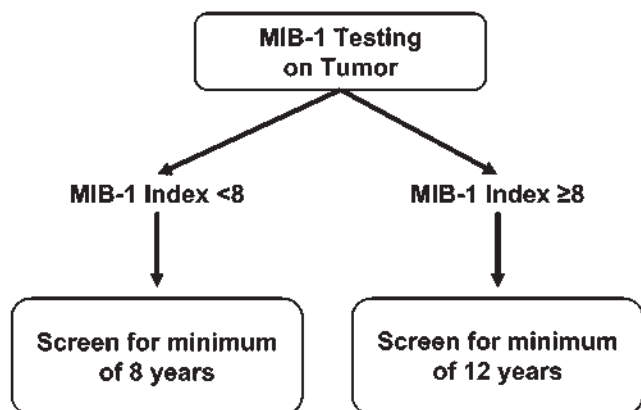 MIB-1 Testing
on Tumor
MIB-1 Index <8
MIB-1 Index ≥8
Screen for minimum
of 8 years
Screen for minimum
of 12 years